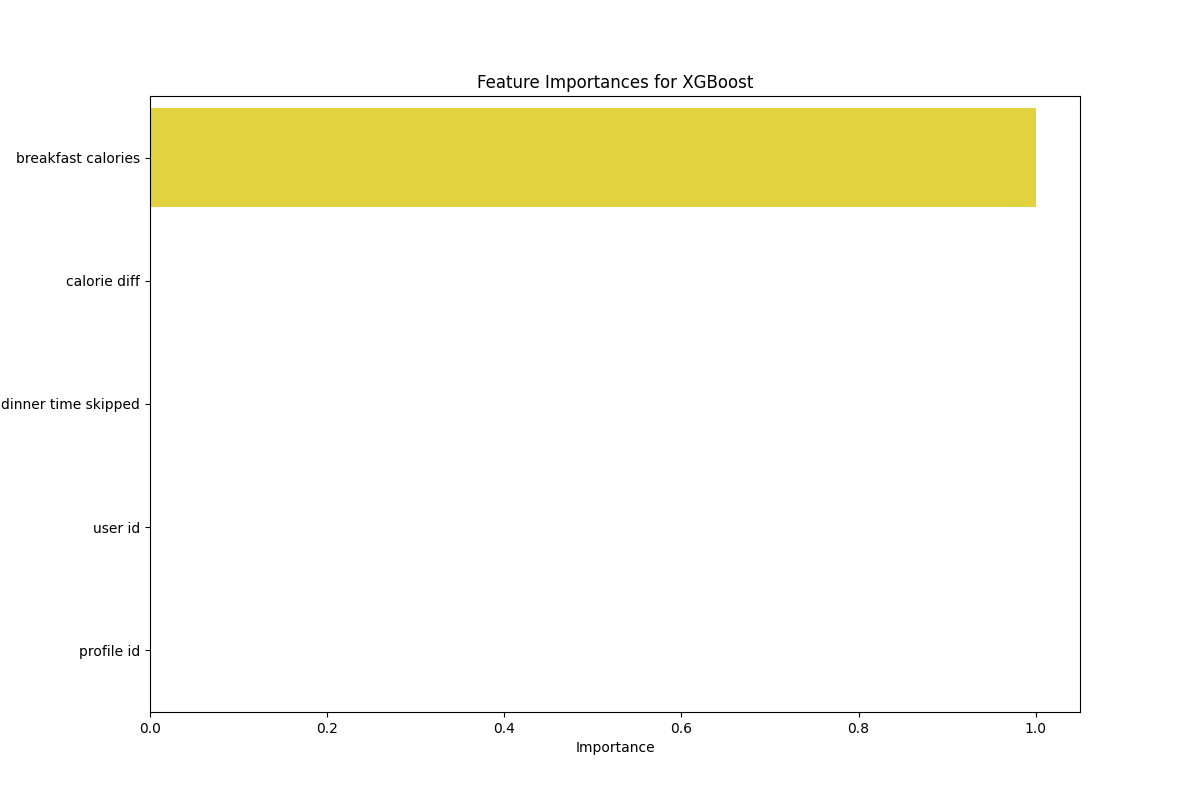 Feature Importances for XGBoost
breakfast calories
calorie diff
dinner time skipped
user id
profile id
0.0 0.2 0.4 0.6 0.8 1.0
Importance